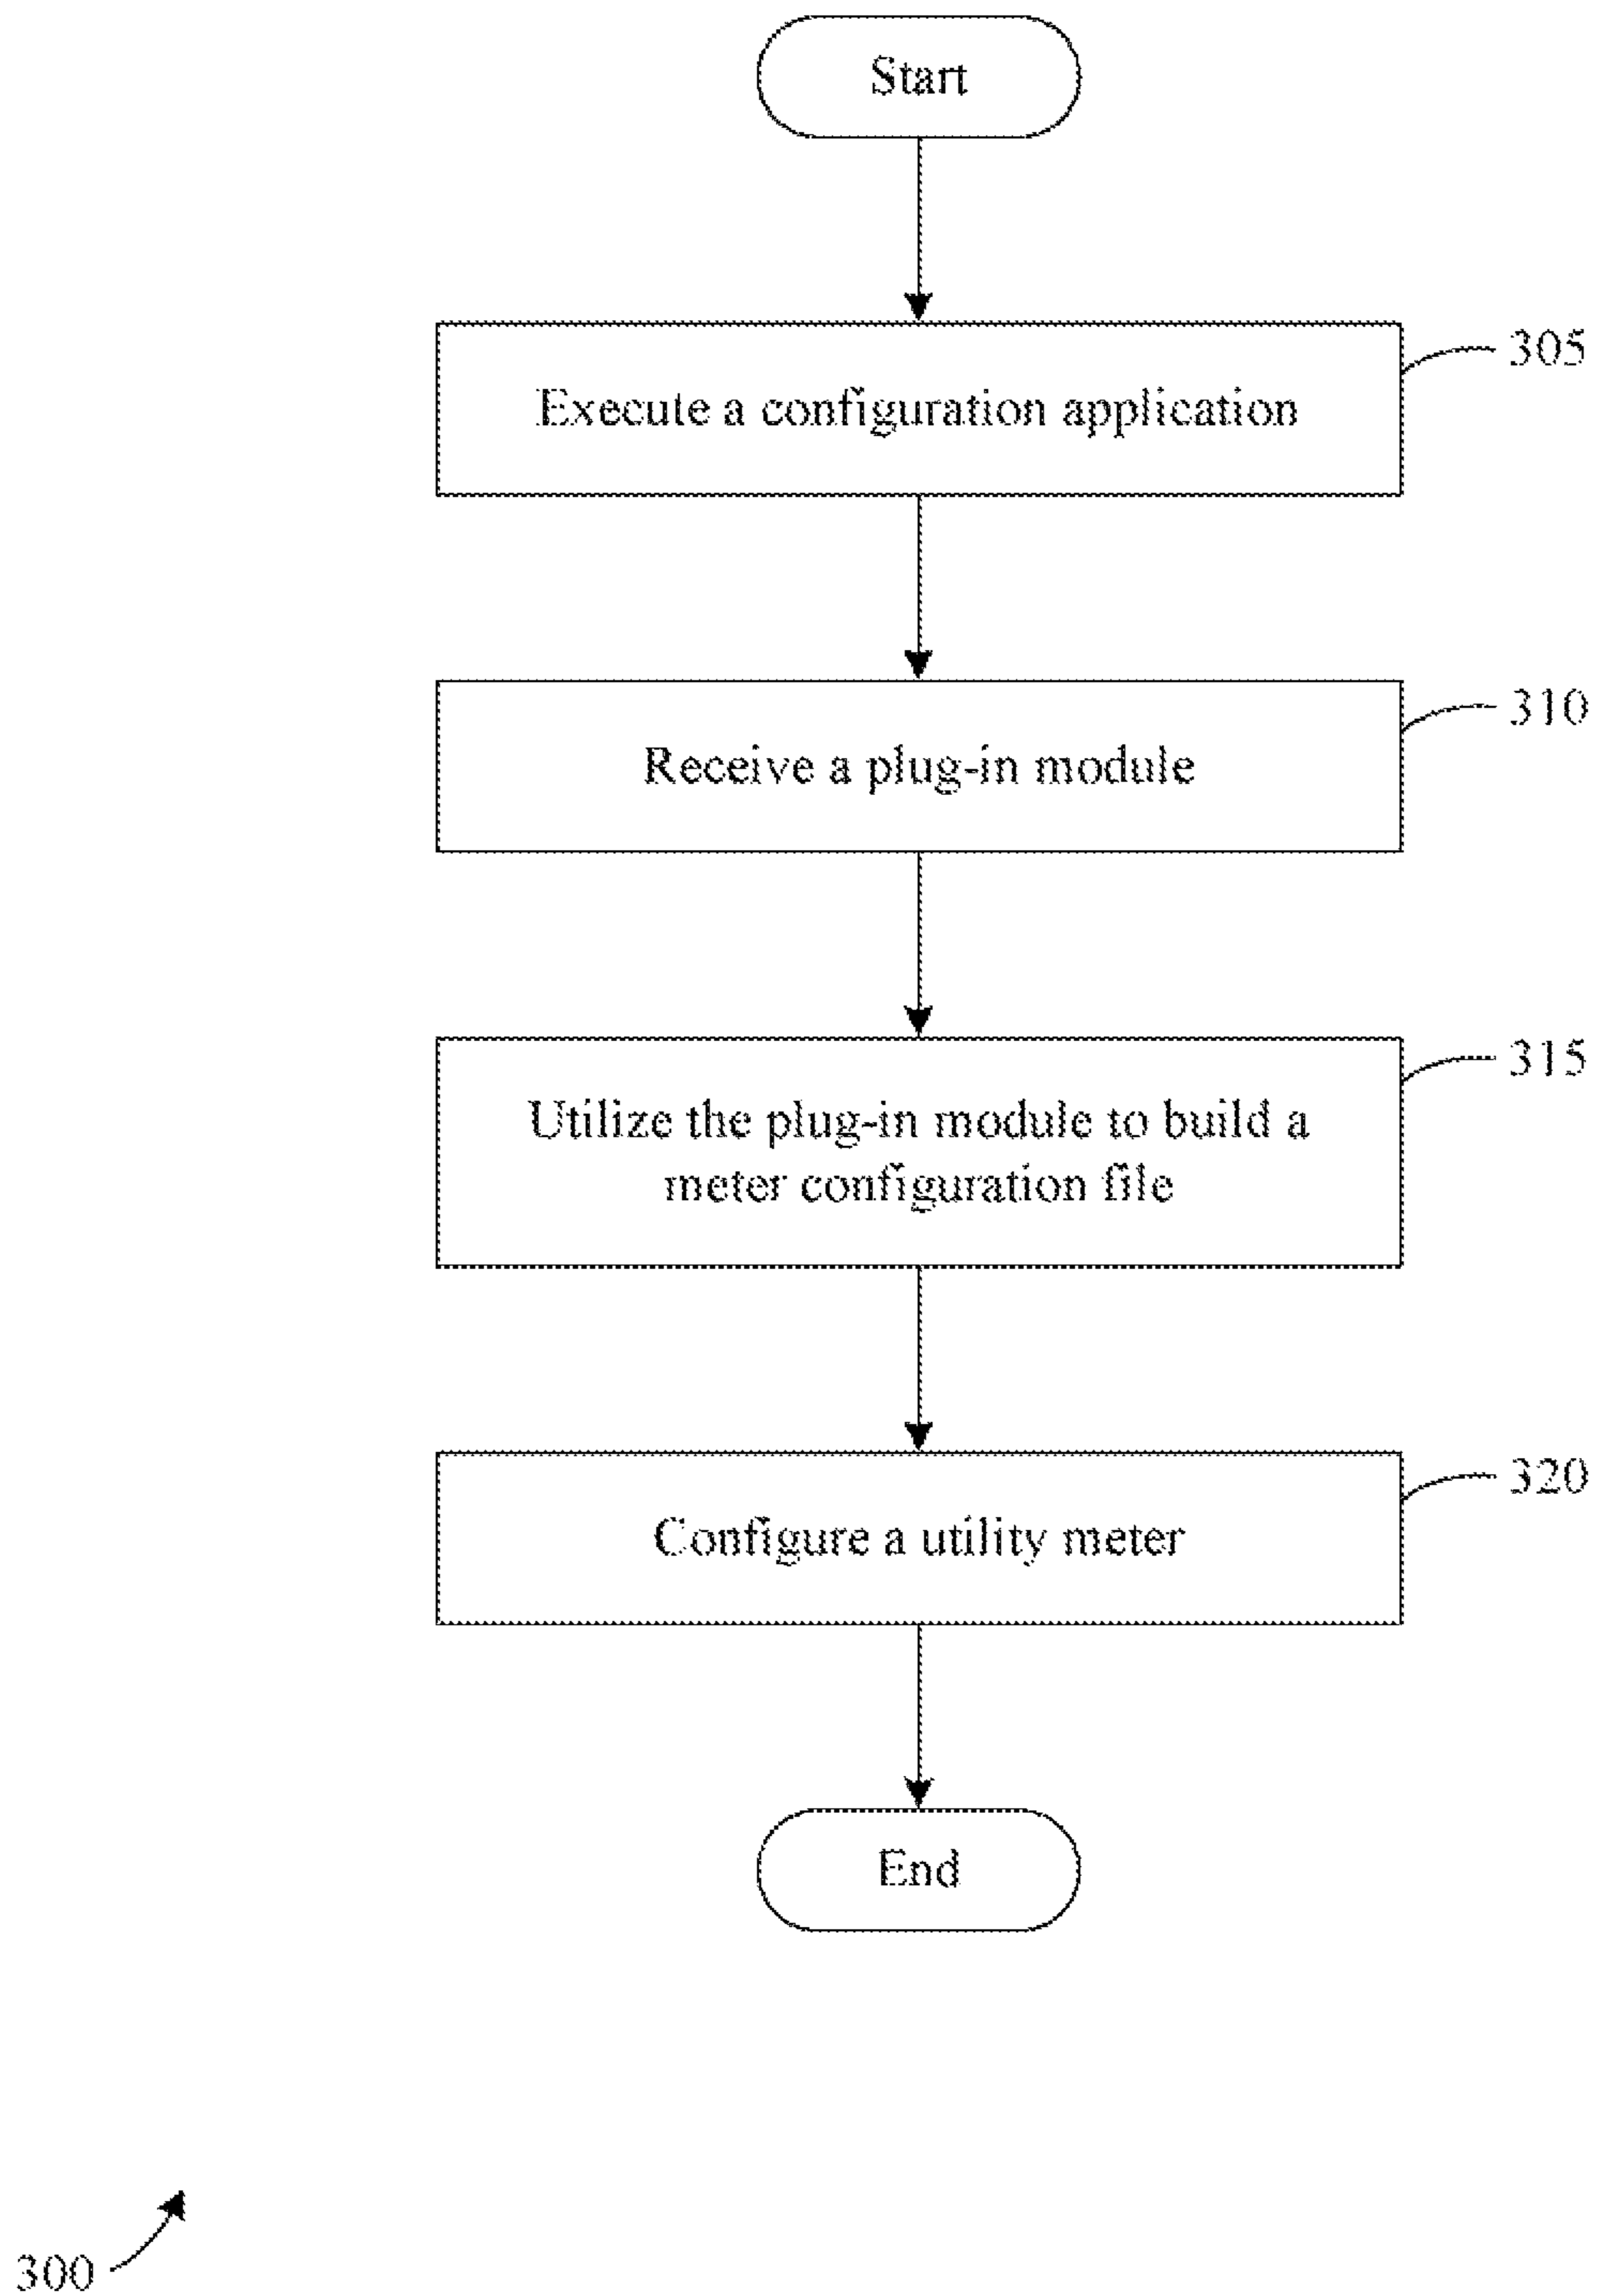 Start
305
Execute a configuration application
310
Receive a plug-in module
315
Utilize the plug-in module to build a
meter configuration file
320
Configure a utility meter
End
300